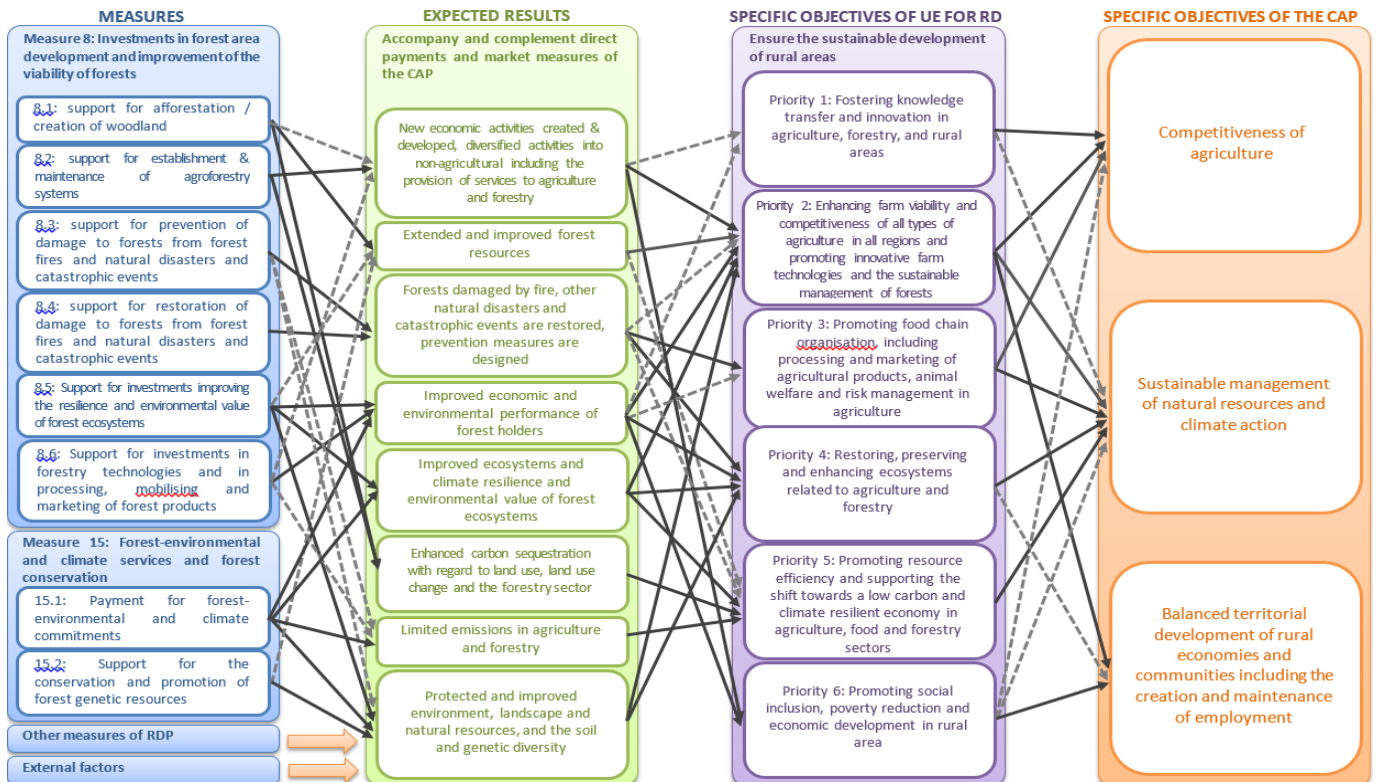 MEASURES
Measure 8: Investments in forest area
development and improvement of the
viability of forests
8.1: support for afforestation /
creation of woodland
8.2: support for establishment &
maintenance of agroforestry
systems
8.3: support for prevention of
damage to forests from forest
fires and natural disasters and
catastrophic events
8.4: support for restoration of
damage to forests from forest
fires and natural disasters and
catastrophic events
8.5: Support for investments improving
the resilience and environmental value
of forest ecosystems
8.6: Support for investments in
forestry technologies and in
processing, mobilising and
marketing of forest products
Measure 15: Forest-environmental
and climate services and forest
conservation
15.1: Payment for forest-
environmental and climate
commitments
15.2: Support for the
conservation and promotion of
forest genetic resources
Other measures of RDP
External factors
EXPECTED RESULTS
Accompany and complement direct
payments and market measures of
the CAP
New economic activities created &
developed, diversified activities into
non-agricultural including the
provision of services to agriculture
and forestry
Extended and improved forest
resources
Forests damaged by fire, other
natural disasters and
catastrophic events are restored,
prevention measures are
designed
Improved economic and
environmental performance of
forest holders
Improved ecosystems and
climate resilience and
environmental value of forest
ecosystems
Enhanced carbon sequestration
with regard to land use, land use
change and the forestry sector
Limited emissions in agriculture
and forestry
Protected and improved
environment, landscape and
natural resources, and the soil
and genetic diversity
SPECIFIC OBJECTIVES OF UE FOR RD
Ensure the sustainable development
of rural areas
Priority 1: Fostering knowledge
transfer and innovation in
agriculture, forestry, and rural
areas
Priority 2: Enhancing farm viability and
competitiveness of all types of
agriculture in all regions and
promoting innovative farm
technologies and the sustainable
management of forests
Priority 3: Promoting food chain
organisation, including
processing and marketing of
agricultural products, animal
welfare and risk management in
agriculture
Priority 4: Restoring, preserving
and enhancing ecosystems
related to agriculture and
forestry
Priority 5: Promoting resource
efficiency and supporting the
shift towards a low carbon and
climate resilient economy in
agriculture, food and forestry
sectors
Priority 6: Promoting social
inclusion, poverty reduction and
economic development in rural
area
SPECIFIC OBJECTIVES OF THE CAP
Competitiveness of
agriculture
Sustainable management
of natural resources and
climate action
Balanced territorial
development of rural
economies and
communities including the
creation and maintenance
of employment